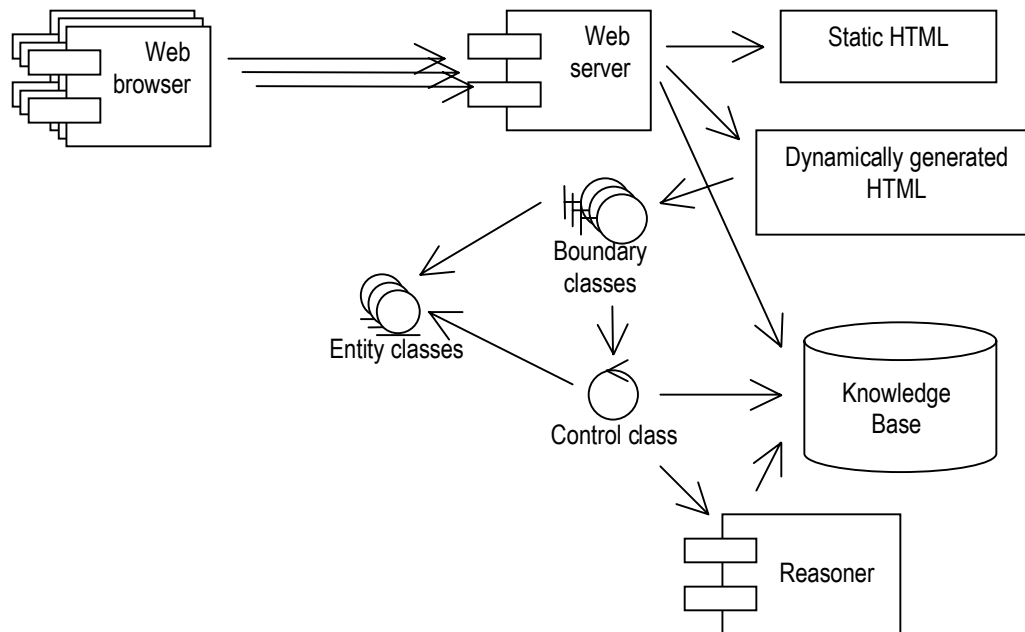 Web
browser
Web
server
Static HTML
Dynamically generated
HTML
Boundary
classes
Entity classes
Control class
Knowledge
Base
Reasoner